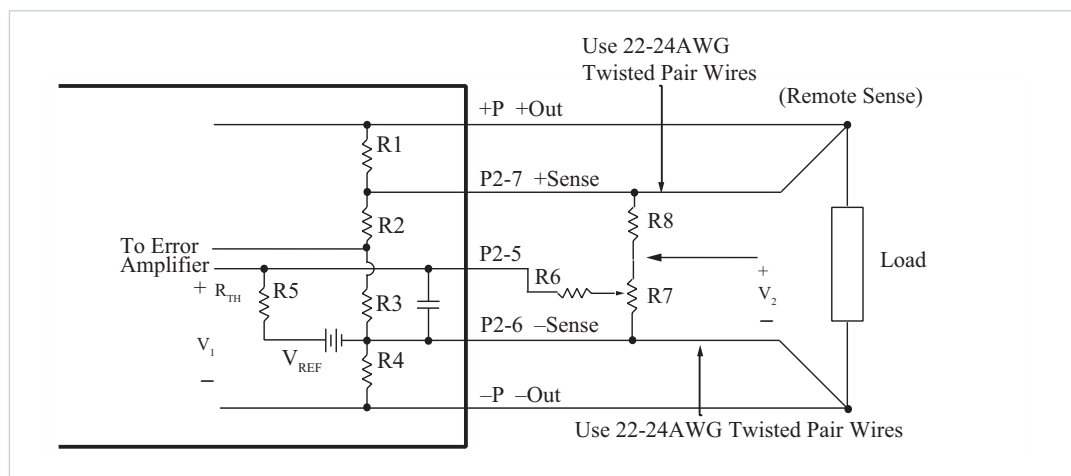 Use 22-24AWG
Twisted Pair Wires
(Remote Sense)
+P +Out
R1
P2-7 +Sense
R2
R8
To Error
Amplifier
P2-5
R6
+
R_TH
R5
R3
R7
+
V_2
–
Load
P2-6 –Sense
V_1
V_REF
R4
–
–P –Out
Use 22-24AWG Twisted Pair Wires